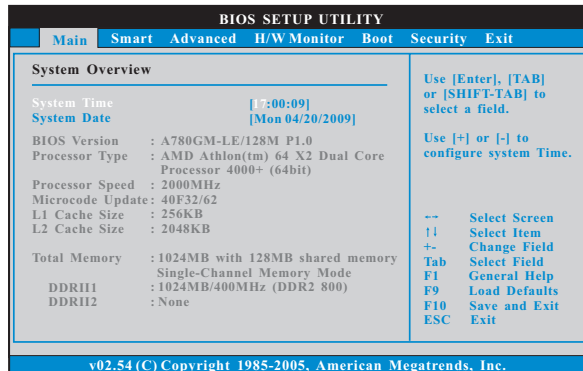 BIOS SETUP UTILITY
Main Smart Advanced H/W Monitor Boot Security Exit
System Overview
System Time [17:00:09]
System Date [Mon 04/20/2009]
BIOS Version : A780GM-LE/128M P1.0
Processor Type : AMD Athlon(tm) 64 X2 Dual Core
Processor 4000+ (64bit)
Processor Speed : 2000MHz
Microcode Update : 40F32/62
L1 Cache Size : 256KB
L2 Cache Size : 2048KB
Total Memory : 1024MB with 128MB shared memory
Single-Channel Memory Mode
DDRII1 : 1024MB/400MHz (DDR2 800)
DDRII2 : None
Use [Enter], [TAB]
or [SHIFT-TAB] to
select a field.
Use [+] or [-] to
configure system Time.
←→ Select Screen
↑↓ Select Item
+- Change Field
Tab Select Field
F1 General Help
F9 Load Defaults
F10 Save and Exit
ESC Exit
v02.54 (C) Copyright 1985-2005, American Megatrends, Inc.